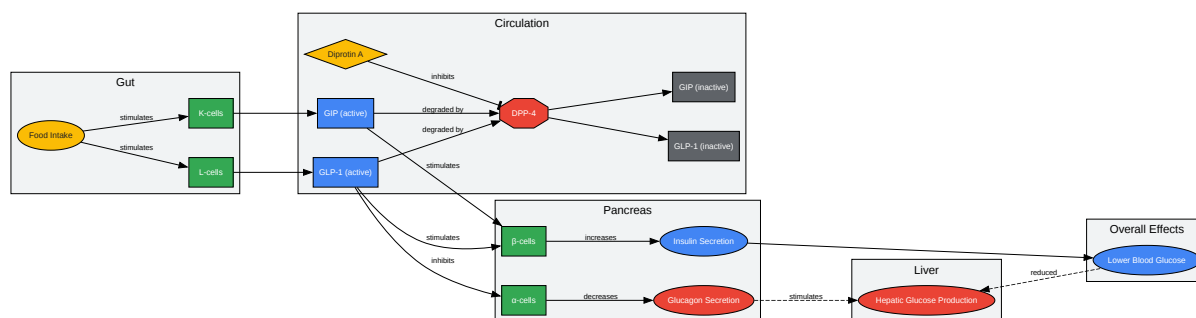 Gut
Food Intake
stimulates
stimulates
K-cells
L-cells
Circulation
Diprotin A
inhibits
GIP (active)
degraded by
DPP-4
GIP (inactive)
degraded by
GLP-1 (active)
GLP-1 (inactive)
stimulates
Pancreas
stimulates
β-cells
increases
Insulin Secretion
inhibits
α-cells
decreases
Glucagon Secretion
stimulates
Liver
Hepatic Glucose Production
reduced
Overall Effects
Lower Blood Glucose